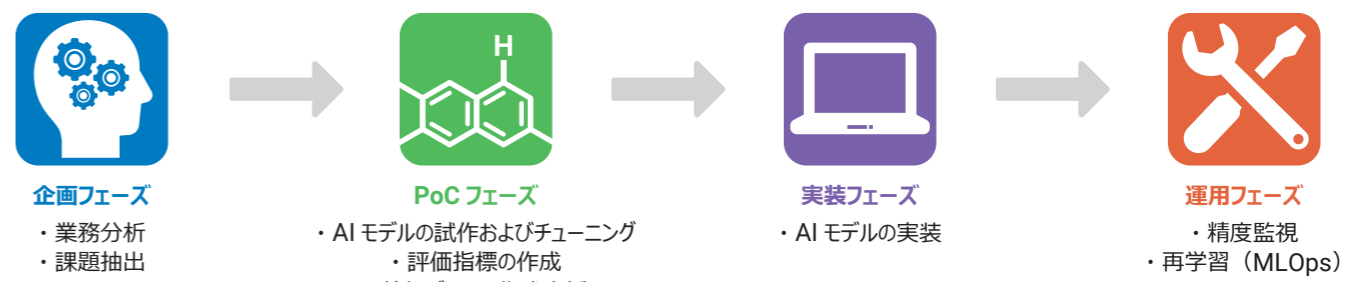 H
企画フェーズ
・業務分析
・課題抽出
PoC フェーズ
・AI モデルの試作およびチューニング
・評価指標の作成
実装フェーズ
・AI モデルの実装
運用フェーズ
・精度監視
・再学習（MLOps）